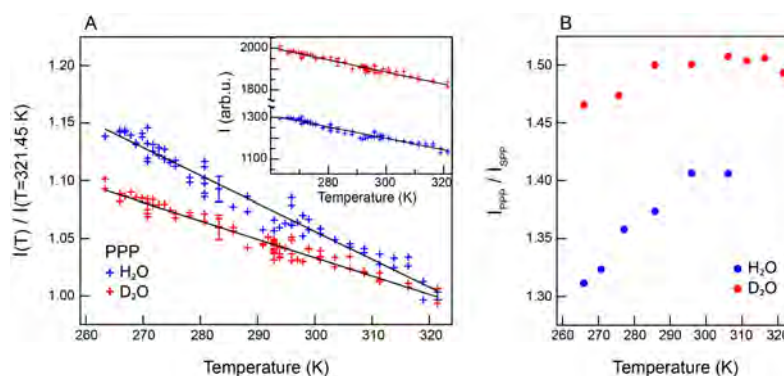 A
I(T) / I(T=321.45 K)
1.20
1.15
1.10
1.05
1.00
260 270 280 290 300 310 320
Temperature (K)
PPP
H₂O
D₂O
I (arb.u.)
2000
1900
1800
1300
1100
280 300 320
Temperature (K)
B
I_PPP / I_SPP
1.50
1.45
1.40
1.35
1.30
260 270 280 290 300 310 320
Temperature (K)
H₂O
D₂O